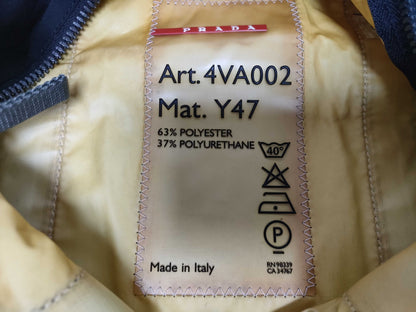 PRADA
Art. 4VA002
Mat. Y47
63% POLYESTER
37% POLYURETHANE
40°
P
Made in Italy
RN 98339
CA 34767